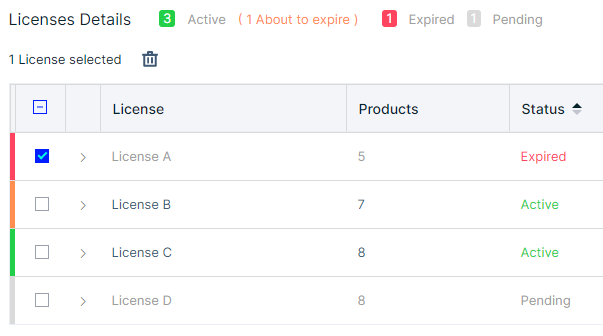 Licenses Details 3 Active ( 1 About to expire ) 1 Expired 1 Pending
1 License selected
License Products Status
License A 5 Expired
License B 7 Active
License C 8 Active
License D 8 Pending